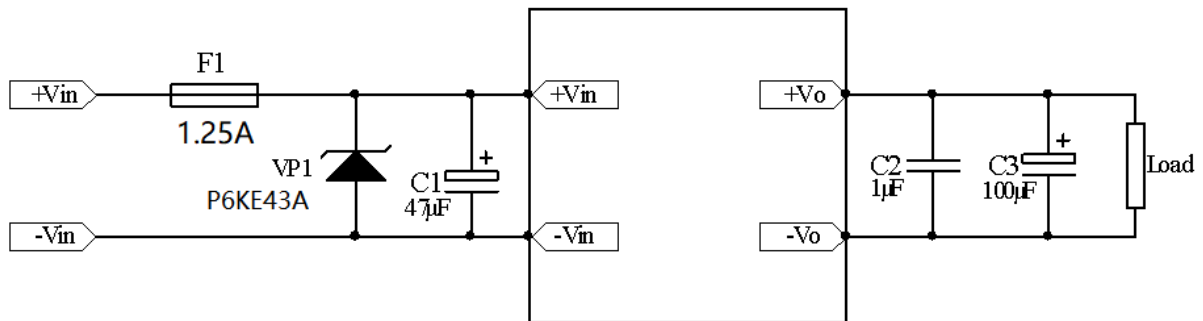 F1
+Vin
+Vin
+Vo
1.25A
VP1
P6KE43A
C1
+
47μF
C2
1μF
C3
+
100μF
Load
-Vin
-Vin
-Vo